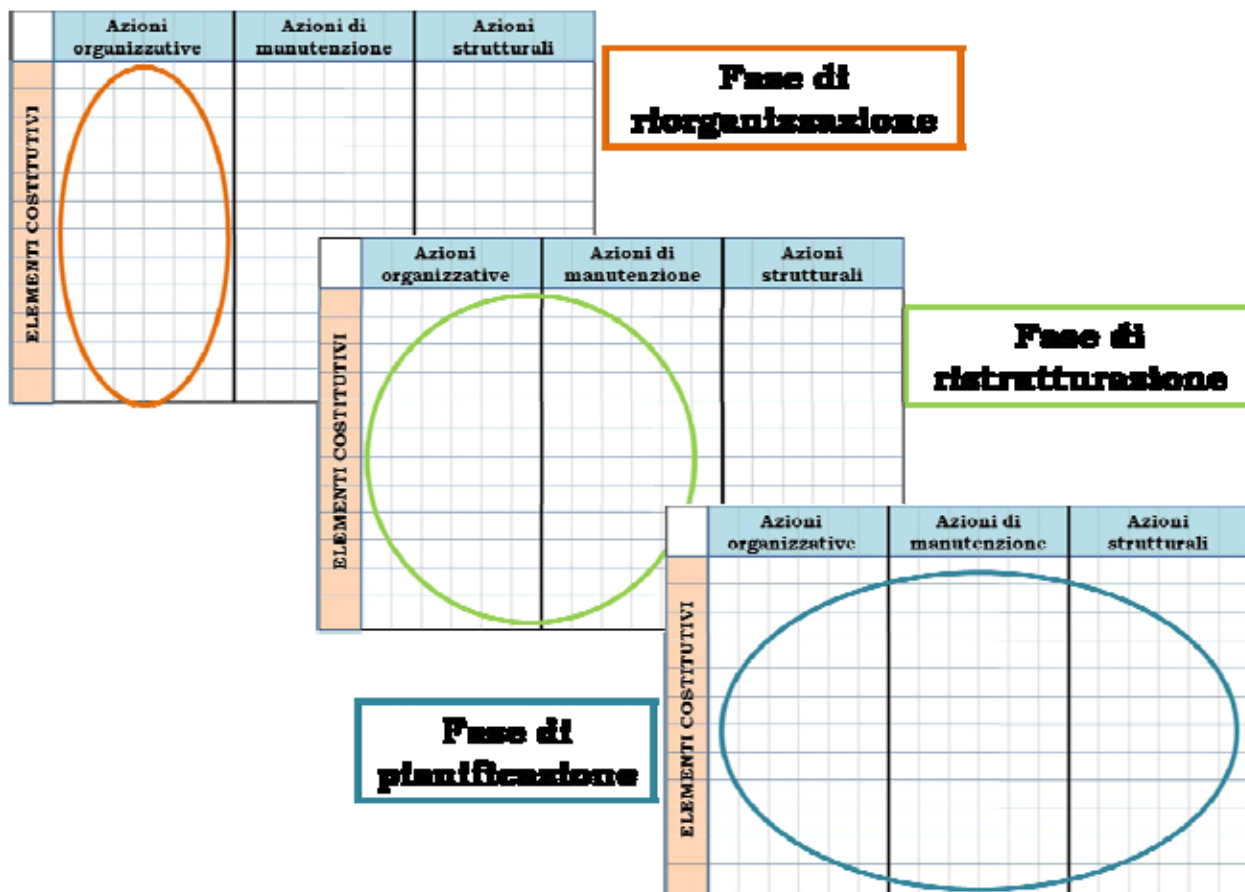 Azioni
organizzative
Azioni di
manutenzione
Azioni
strutturali
ELEMENTI COSTITUTIVI
Fase di
riorganizzazione
Azioni
organizzative
Azioni di
manutenzione
Azioni
strutturali
ELEMENTI COSTITUTIVI
Fase di
ristrutturazione
Azioni
organizzative
Azioni di
manutenzione
Azioni
strutturali
ELEMENTI COSTITUTIVI
Fase di
pianificazione